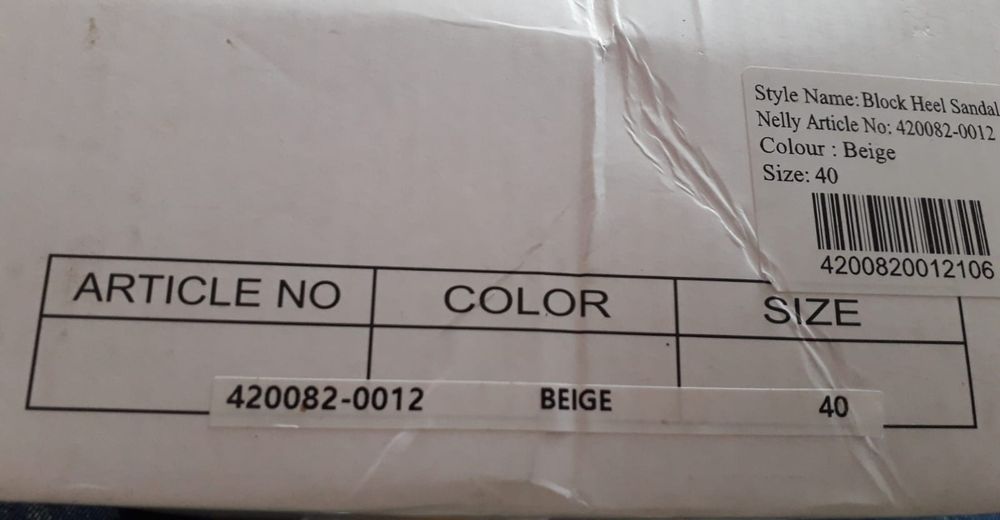 Style Name: Block Heel Sandal
Nelly Article No: 420082-0012
Colour : Beige
Size: 40
4200820012106
ARTICLE NO COLOR SIZE
420082-0012 BEIGE 40